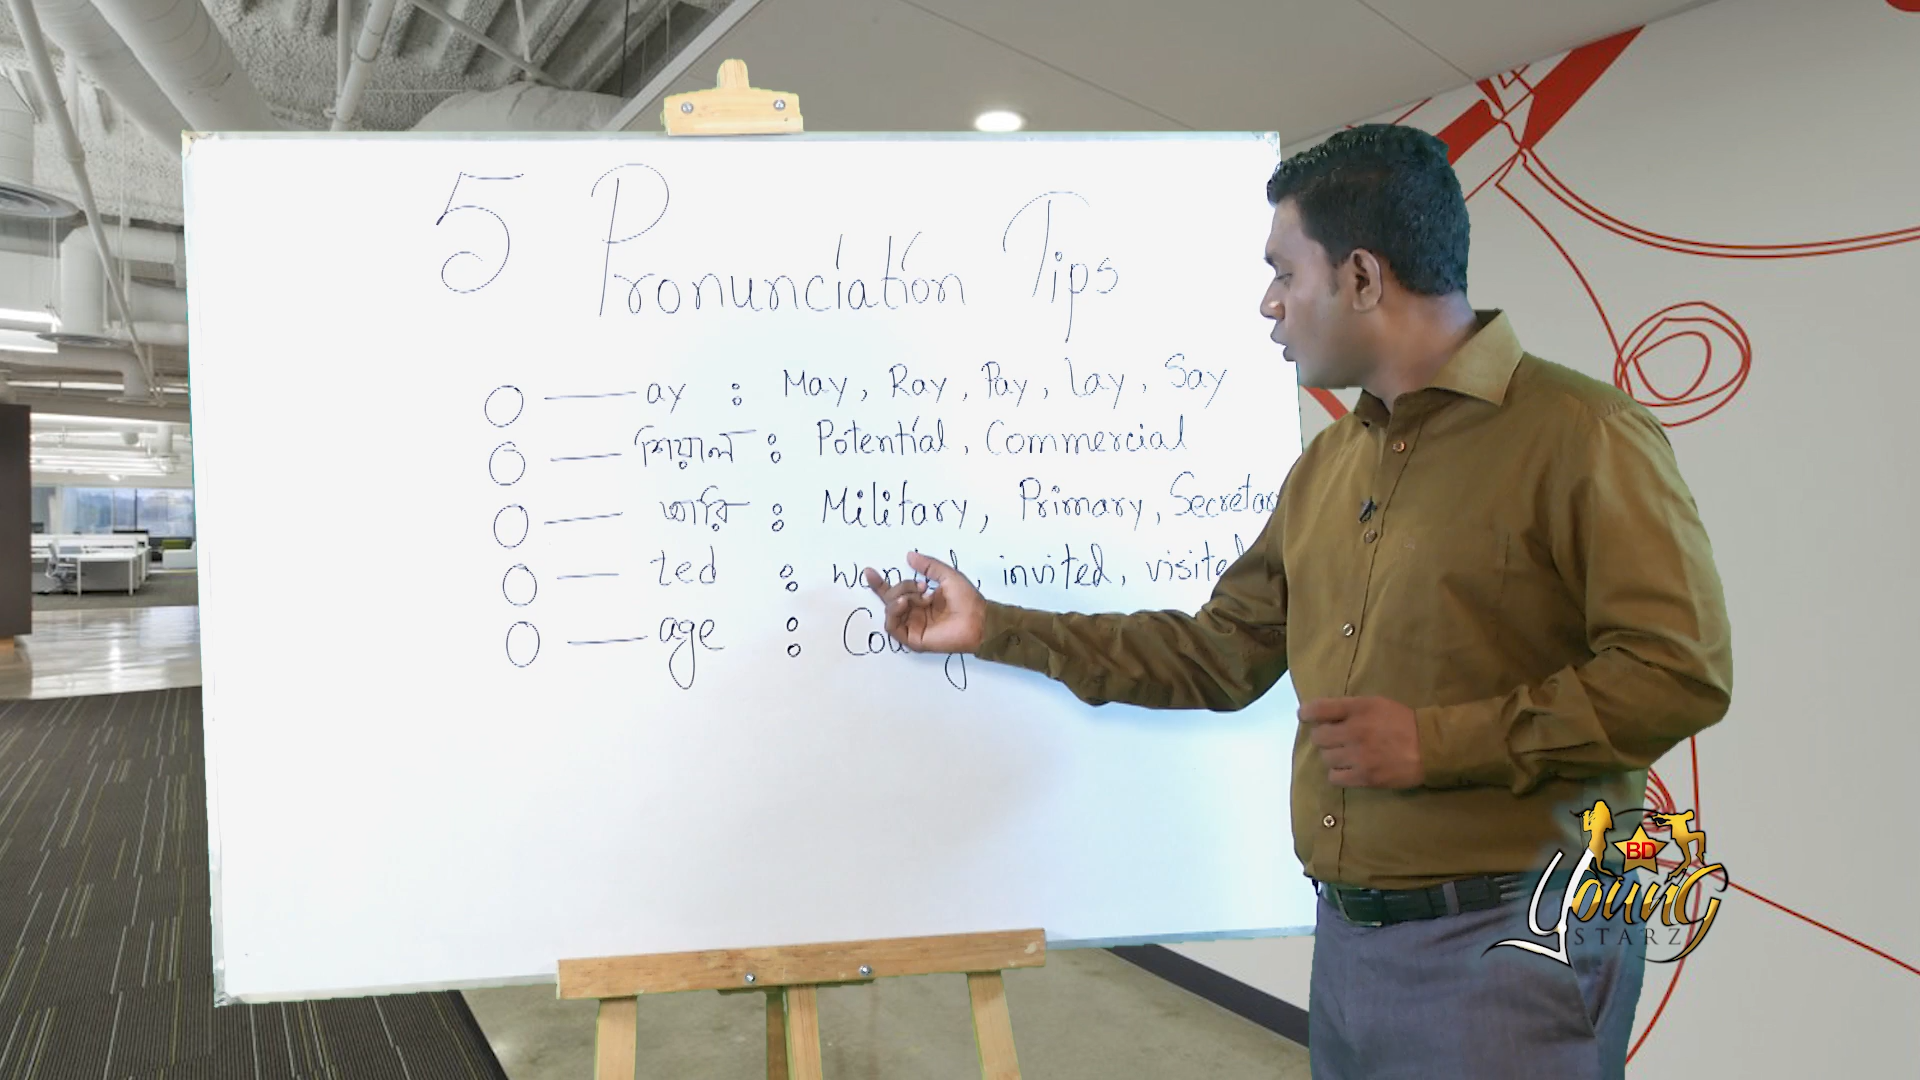 5 Pronunciation Tips
ay : May, Ray, Pay, Lay, Say
শিয়াল : Potential, Commercial
আরি : Military, Primary,
ted : invited,
age :
BD
Young
STARZ